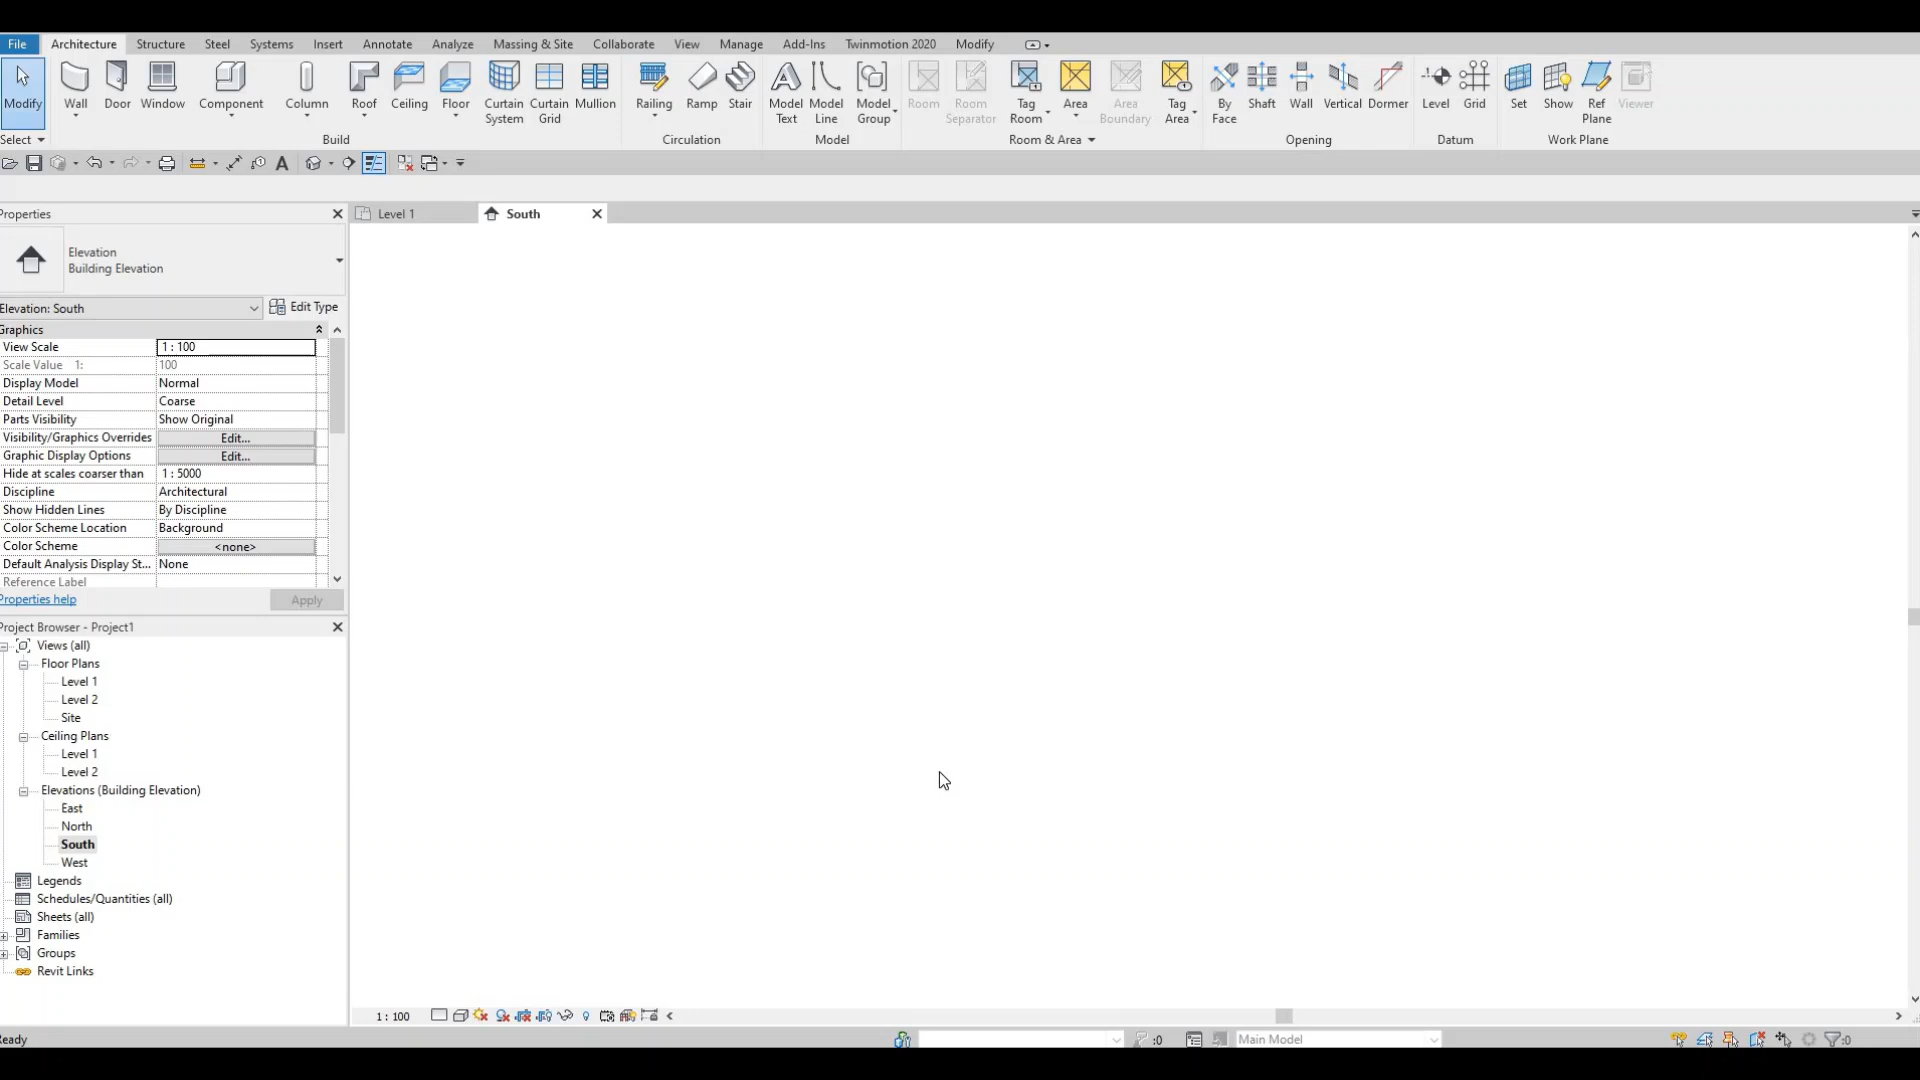 File Architecture Structure Steel Systems Insert Annotate Analyze Massing & Site Collaborate View Manage Add-Ins Twinmotion 2020 Modify
Modify Wall Door Window Component Column Roof Ceiling Floor Curtain System Curtain Grid Mullion Railing Ramp Stair Model Text Model Line Model Group Room Room Separator Tag Room Area Area Boundary Tag Area By Face Shaft Wall Vertical Dormer Level Grid Set Show Ref Plane Viewer
Select Build Circulation Model Room & Area Opening Datum Work Plane
Properties
Level 1 South
Elevation
Building Elevation
Elevation: South Edit Type
Graphics
View Scale 1 : 100
Scale Value 1: 100
Display Model Normal
Detail Level Coarse
Parts Visibility Show Original
Visibility/Graphics Overrides Edit...
Graphic Display Options Edit...
Hide at scales coarser than 1 : 5000
Discipline Architectural
Show Hidden Lines By Discipline
Color Scheme Location Background
Color Scheme <none>
Default Analysis Display St... None
Reference Label
Properties help Apply
Project Browser - Project1
Views (all)
Floor Plans
Level 1
Level 2
Site
Ceiling Plans
Level 1
Level 2
Elevations (Building Elevation)
East
North
South
West
Legends
Schedules/Quantities (all)
Sheets (all)
Families
Groups
Revit Links
1 : 100
Ready :0 Main Model :0